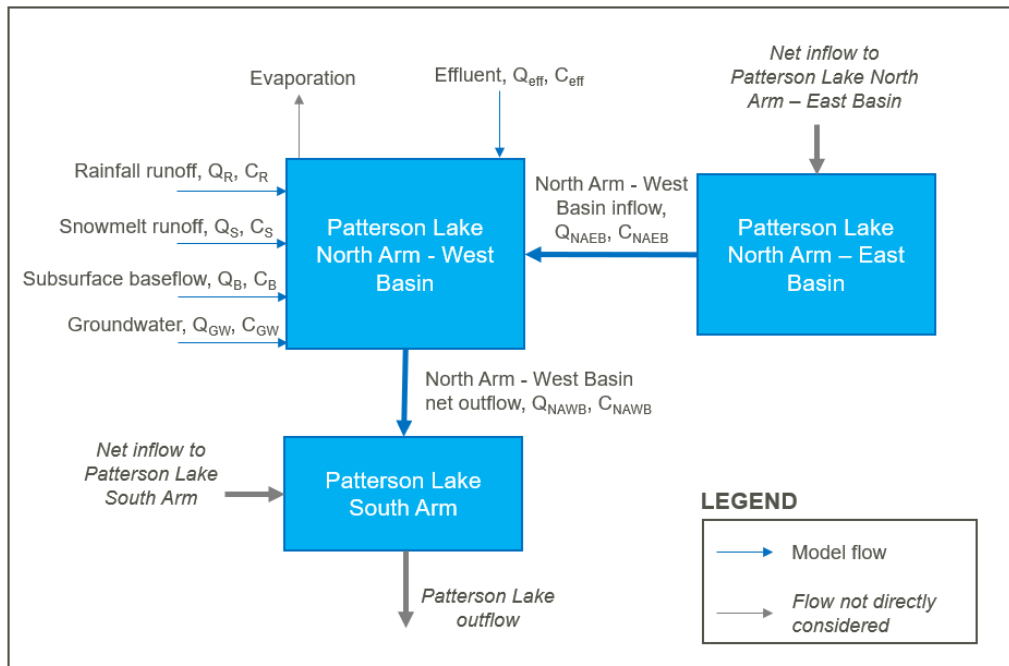 Net inflow to
Patterson Lake North
Arm – East Basin
Evaporation
Effluent, Qeff, Ceff
Rainfall runoff, QR, CR
Snowmelt runoff, QS, CS
Subsurface baseflow, QB, CB
Groundwater, QGW, CGW
Patterson Lake
North Arm - West
Basin
North Arm - West
Basin inflow,
QNAEB, CNAEB
Patterson Lake
North Arm – East
Basin
North Arm - West Basin
net outflow, QNAWB, CNAWB
Net inflow to
Patterson Lake
South Arm
Patterson Lake
South Arm
Patterson Lake
outflow
LEGEND
Model flow
Flow not directly
considered